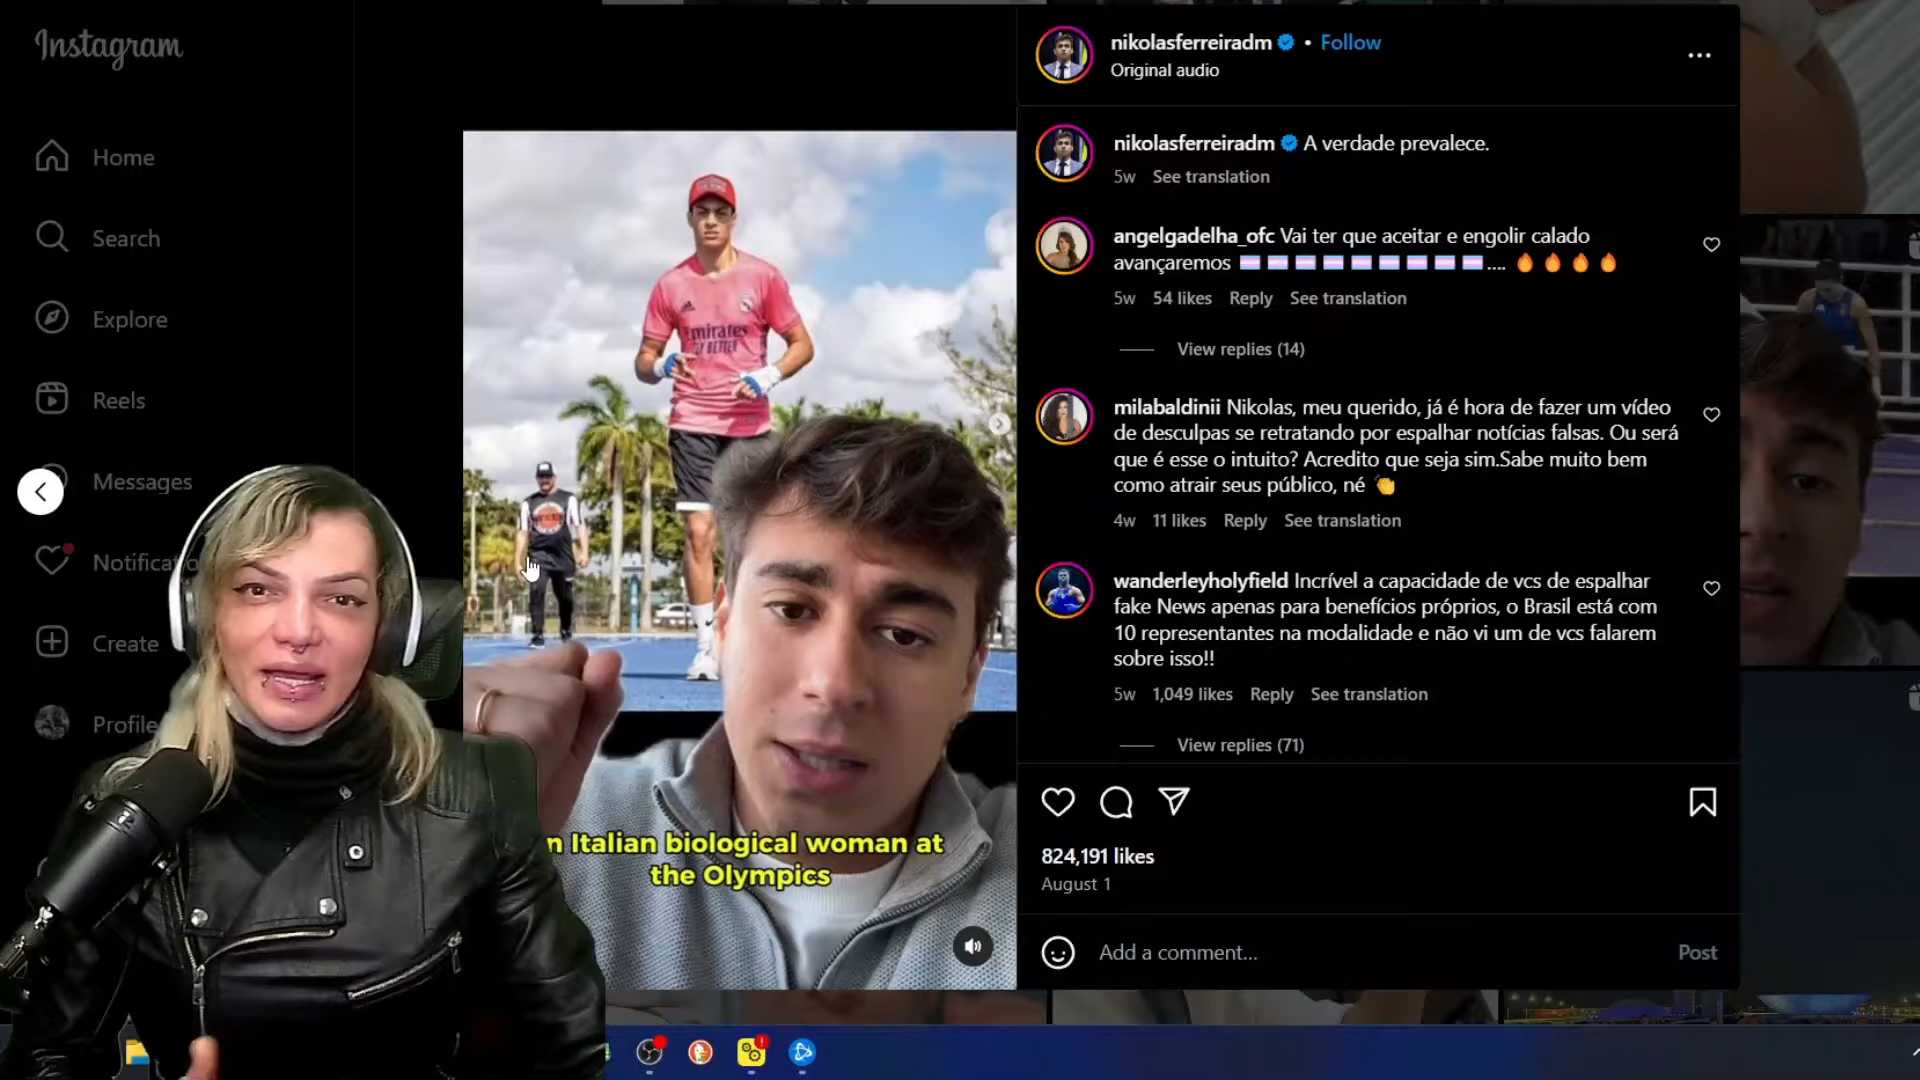 Instagram
Home
Search
Explore
Reels
Messages
Notificatio
Create
Profile
Emirates
FLY BETTER
n Italian biological woman at
the Olympics
nikolasferreiradm • Follow
Original audio
nikolasferreiradm A verdade prevalece.
5w See translation
angelgadelha_ofc Vai ter que aceitar e engolir calado
avançaremos ....
5w 54 likes Reply See translation
View replies (14)
milabaldinii Nikolas, meu querido, já é hora de fazer um vídeo
de desculpas se retratando por espalhar notícias falsas. Ou será
que é esse o intuito? Acredito que seja sim.Sabe muito bem
como atrair seus público, né
4w 11 likes Reply See translation
wanderleyholyfield Incrível a capacidade de vcs de espalhar
fake News apenas para benefícios próprios, o Brasil está com
10 representantes na modalidade e não vi um de vcs falarem
sobre isso!!
5w 1,049 likes Reply See translation
View replies (71)
824,191 likes
August 1
Add a comment...
Post